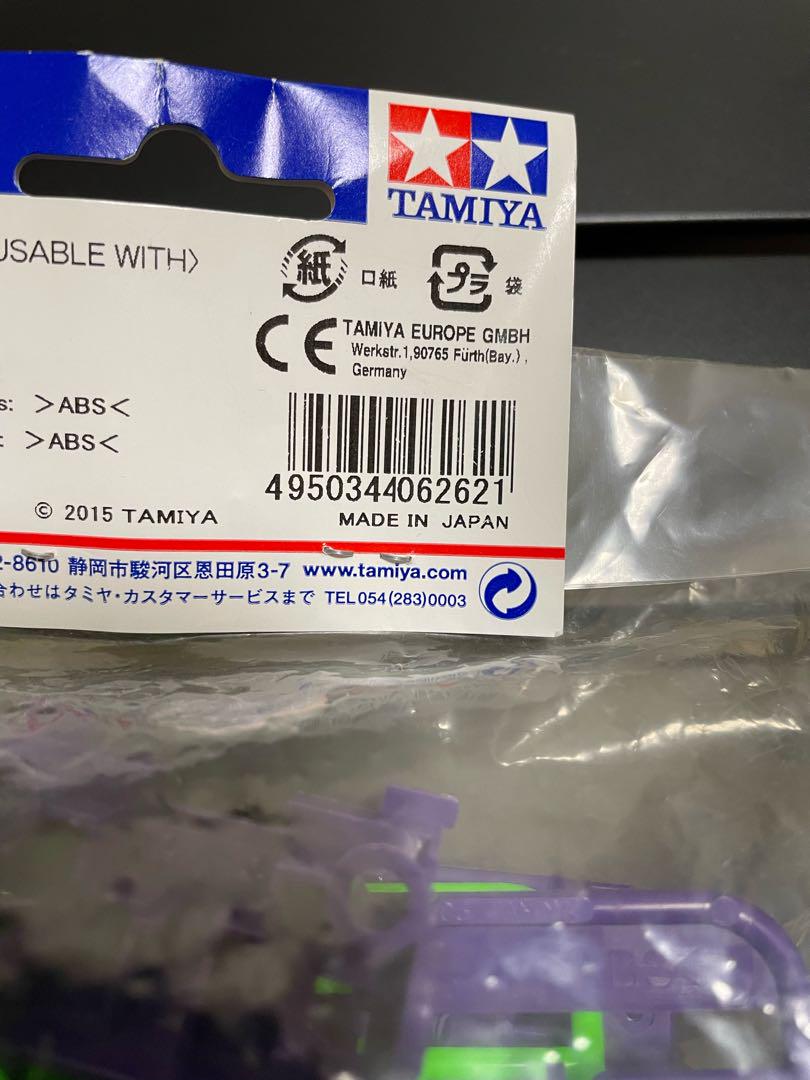 TAMIYA
USABLE WITH〉
紙 口紙 プラ 袋
CE TAMIYA EUROPE GMBH
Werkstr.1,90765 Fürth(Bay.),
Germany
s: >ABS<
: >ABS<
4950344062621
© 2015 TAMIYA
MADE IN JAPAN
2-8610 静岡市駿河区恩田原3-7 www.tamiya.com
合わせはタミヤ・カスタマーサービスまで TEL054(283)0003